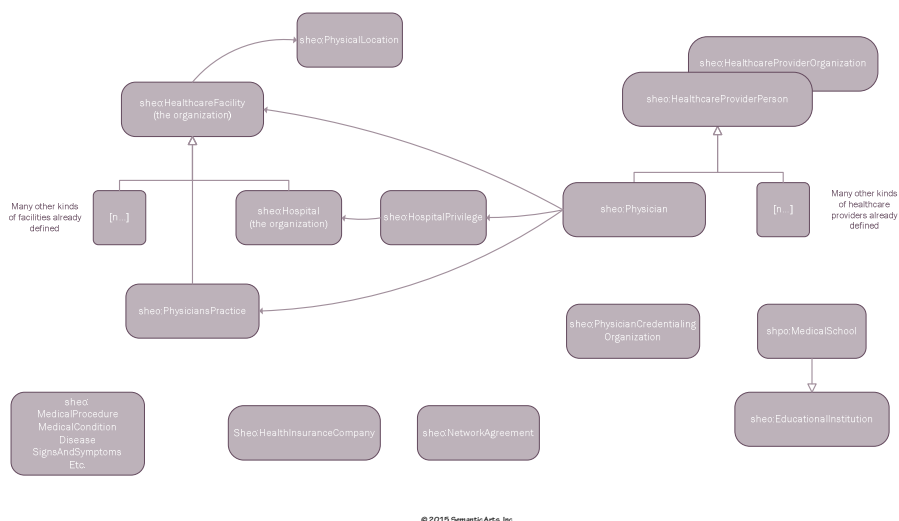 sheo:PhysicalLocation
sheo:HealthcareProviderOrganization
sheo:HealthcareProviderPerson
sheo:HealthcareFacility
(the organization)
Many other kinds
of facilities already
defined
[n...]
sheo:Hospital
(the organization)
sheo:HospitalPrivilege
sheo:Physician
[n...]
Many other kinds
of healthcare
providers already
defined
sheo:PhysiciansPractice
sheo:PhysicianCredentialing
Organization
shpo:MedicalSchool
sheo:
MedicalProcedure
MedicalCondition
Disease
SignsAndSymptoms
Etc.
Sheo:HealthInsuranceCompany
sheo:NetworkAgreement
sheo:EducationalInstitution
© 2015 SemanticArts, Inc.